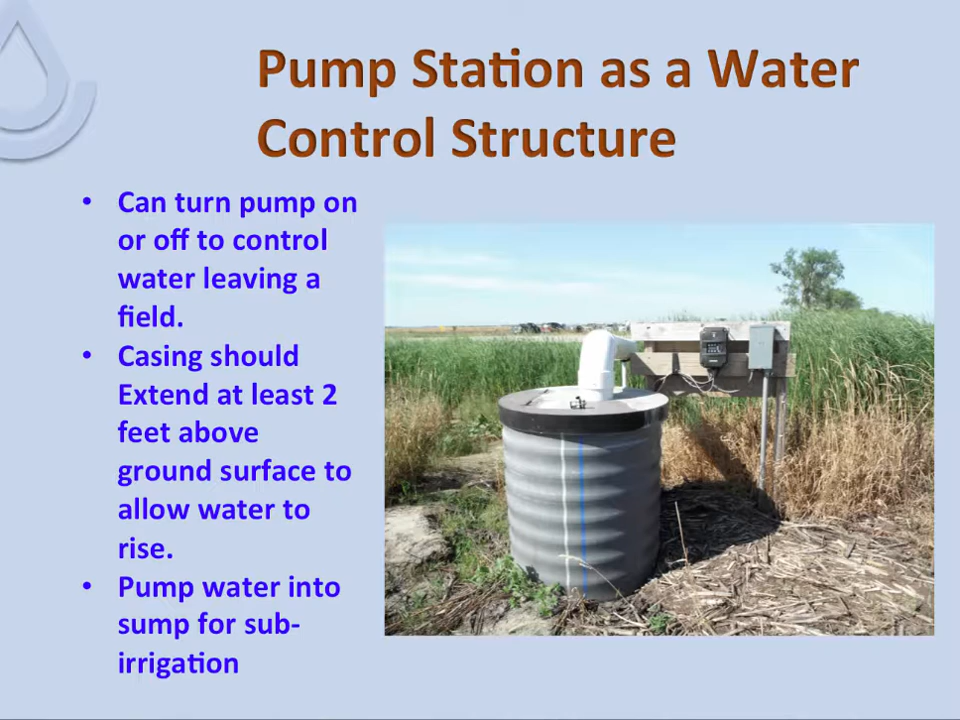 Pump Station as a Water
Control Structure
• Can turn pump on
or off to control
water leaving a
field.
• Casing should
Extend at least 2
feet above
ground surface to
allow water to
rise.
• Pump water into
sump for sub-
irrigation